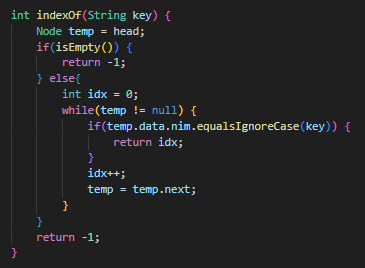 int indexOf(String key) {
    Node temp = head;
    if(isEmpty()) {
        return -1;
    } else{
        int idx = 0;
        while(temp != null) {
            if(temp.data.nim.equalsIgnoreCase(key)) {
                return idx;
            }
            idx++;
            temp = temp.next;
        }
    }
    return -1;
}